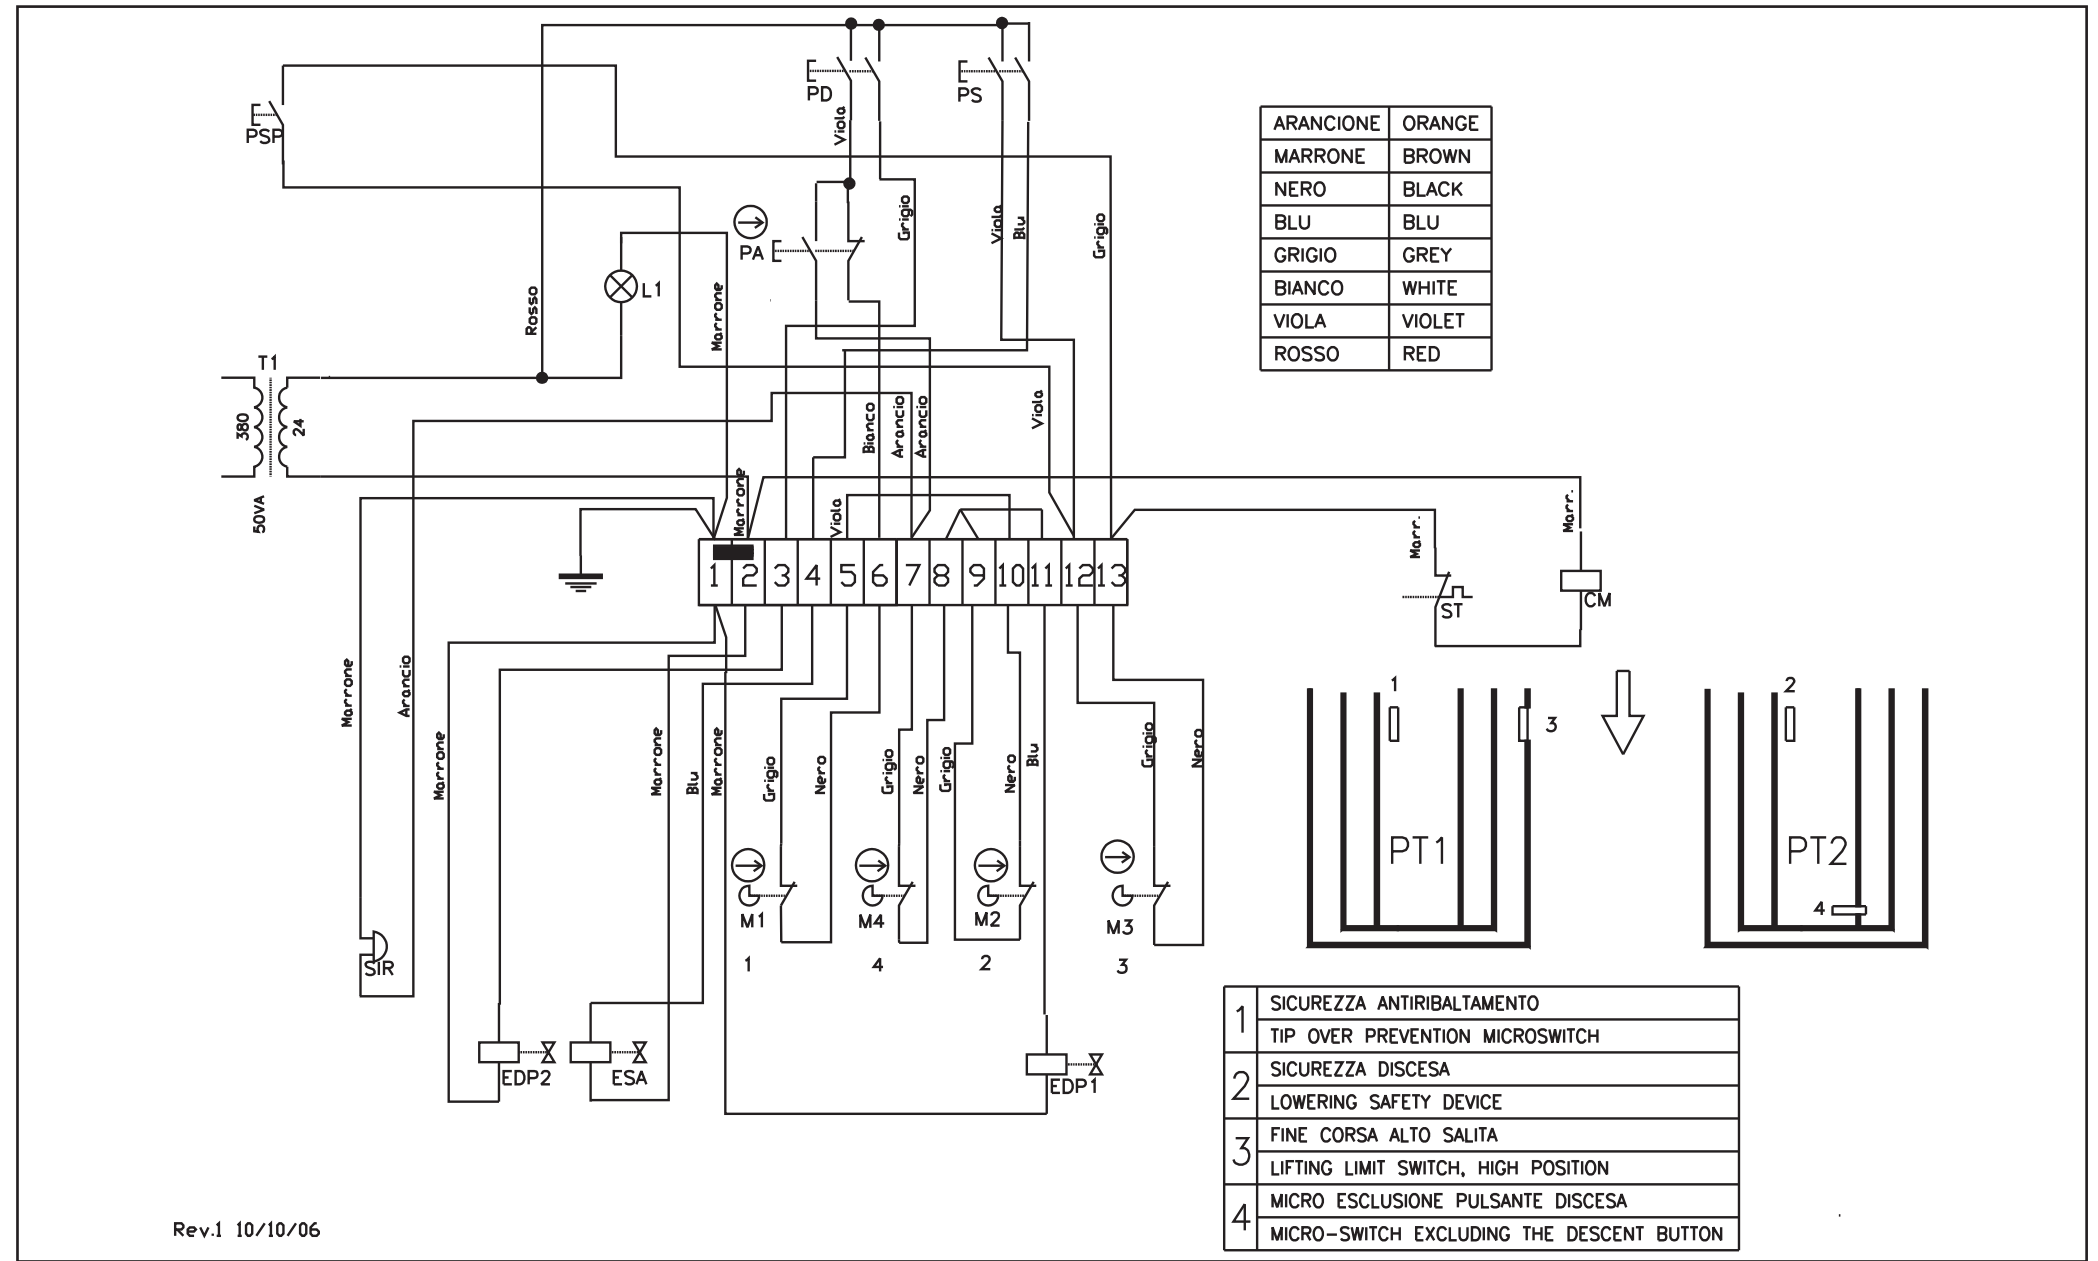 PD
PS
PSP
Viola
ARANCIONE ORANGE
MARRONE BROWN
NERO BLACK
BLU BLU
GRIGIO GREY
BIANCO WHITE
VIOLA VIOLET
ROSSO RED
Grigio
Viola
Blu
Grigio
PA
L1
Rosso
Marrone
T1
380
24
50VA
Bianco
Arancio
Arancio
Viola
Marrone
Viola
Marr.
Marr.
1 2 3 4 5 6 7 8 9 10 11 12 13
ST
CM
Marrone
Arancio
Marrone
Marrone
Blu
Marrone
Grigio
Nero
Grigio
Nero
Grigio
Nero
Blu
Grigio
Nero
1
3
2
PT1
PT2
4
M1
M4
M2
M3
1
4
2
3
SIR
EDP2
ESA
EDP1
1 SICUREZZA ANTIRIBALTAMENTO
TIP OVER PREVENTION MICROSWITCH
2 SICUREZZA DISCESA
LOWERING SAFETY DEVICE
3 FINE CORSA ALTO SALITA
LIFTING LIMIT SWITCH, HIGH POSITION
4 MICRO ESCLUSIONE PULSANTE DISCESA
MICRO-SWITCH EXCLUDING THE DESCENT BUTTON
Rev.1 10/10/06